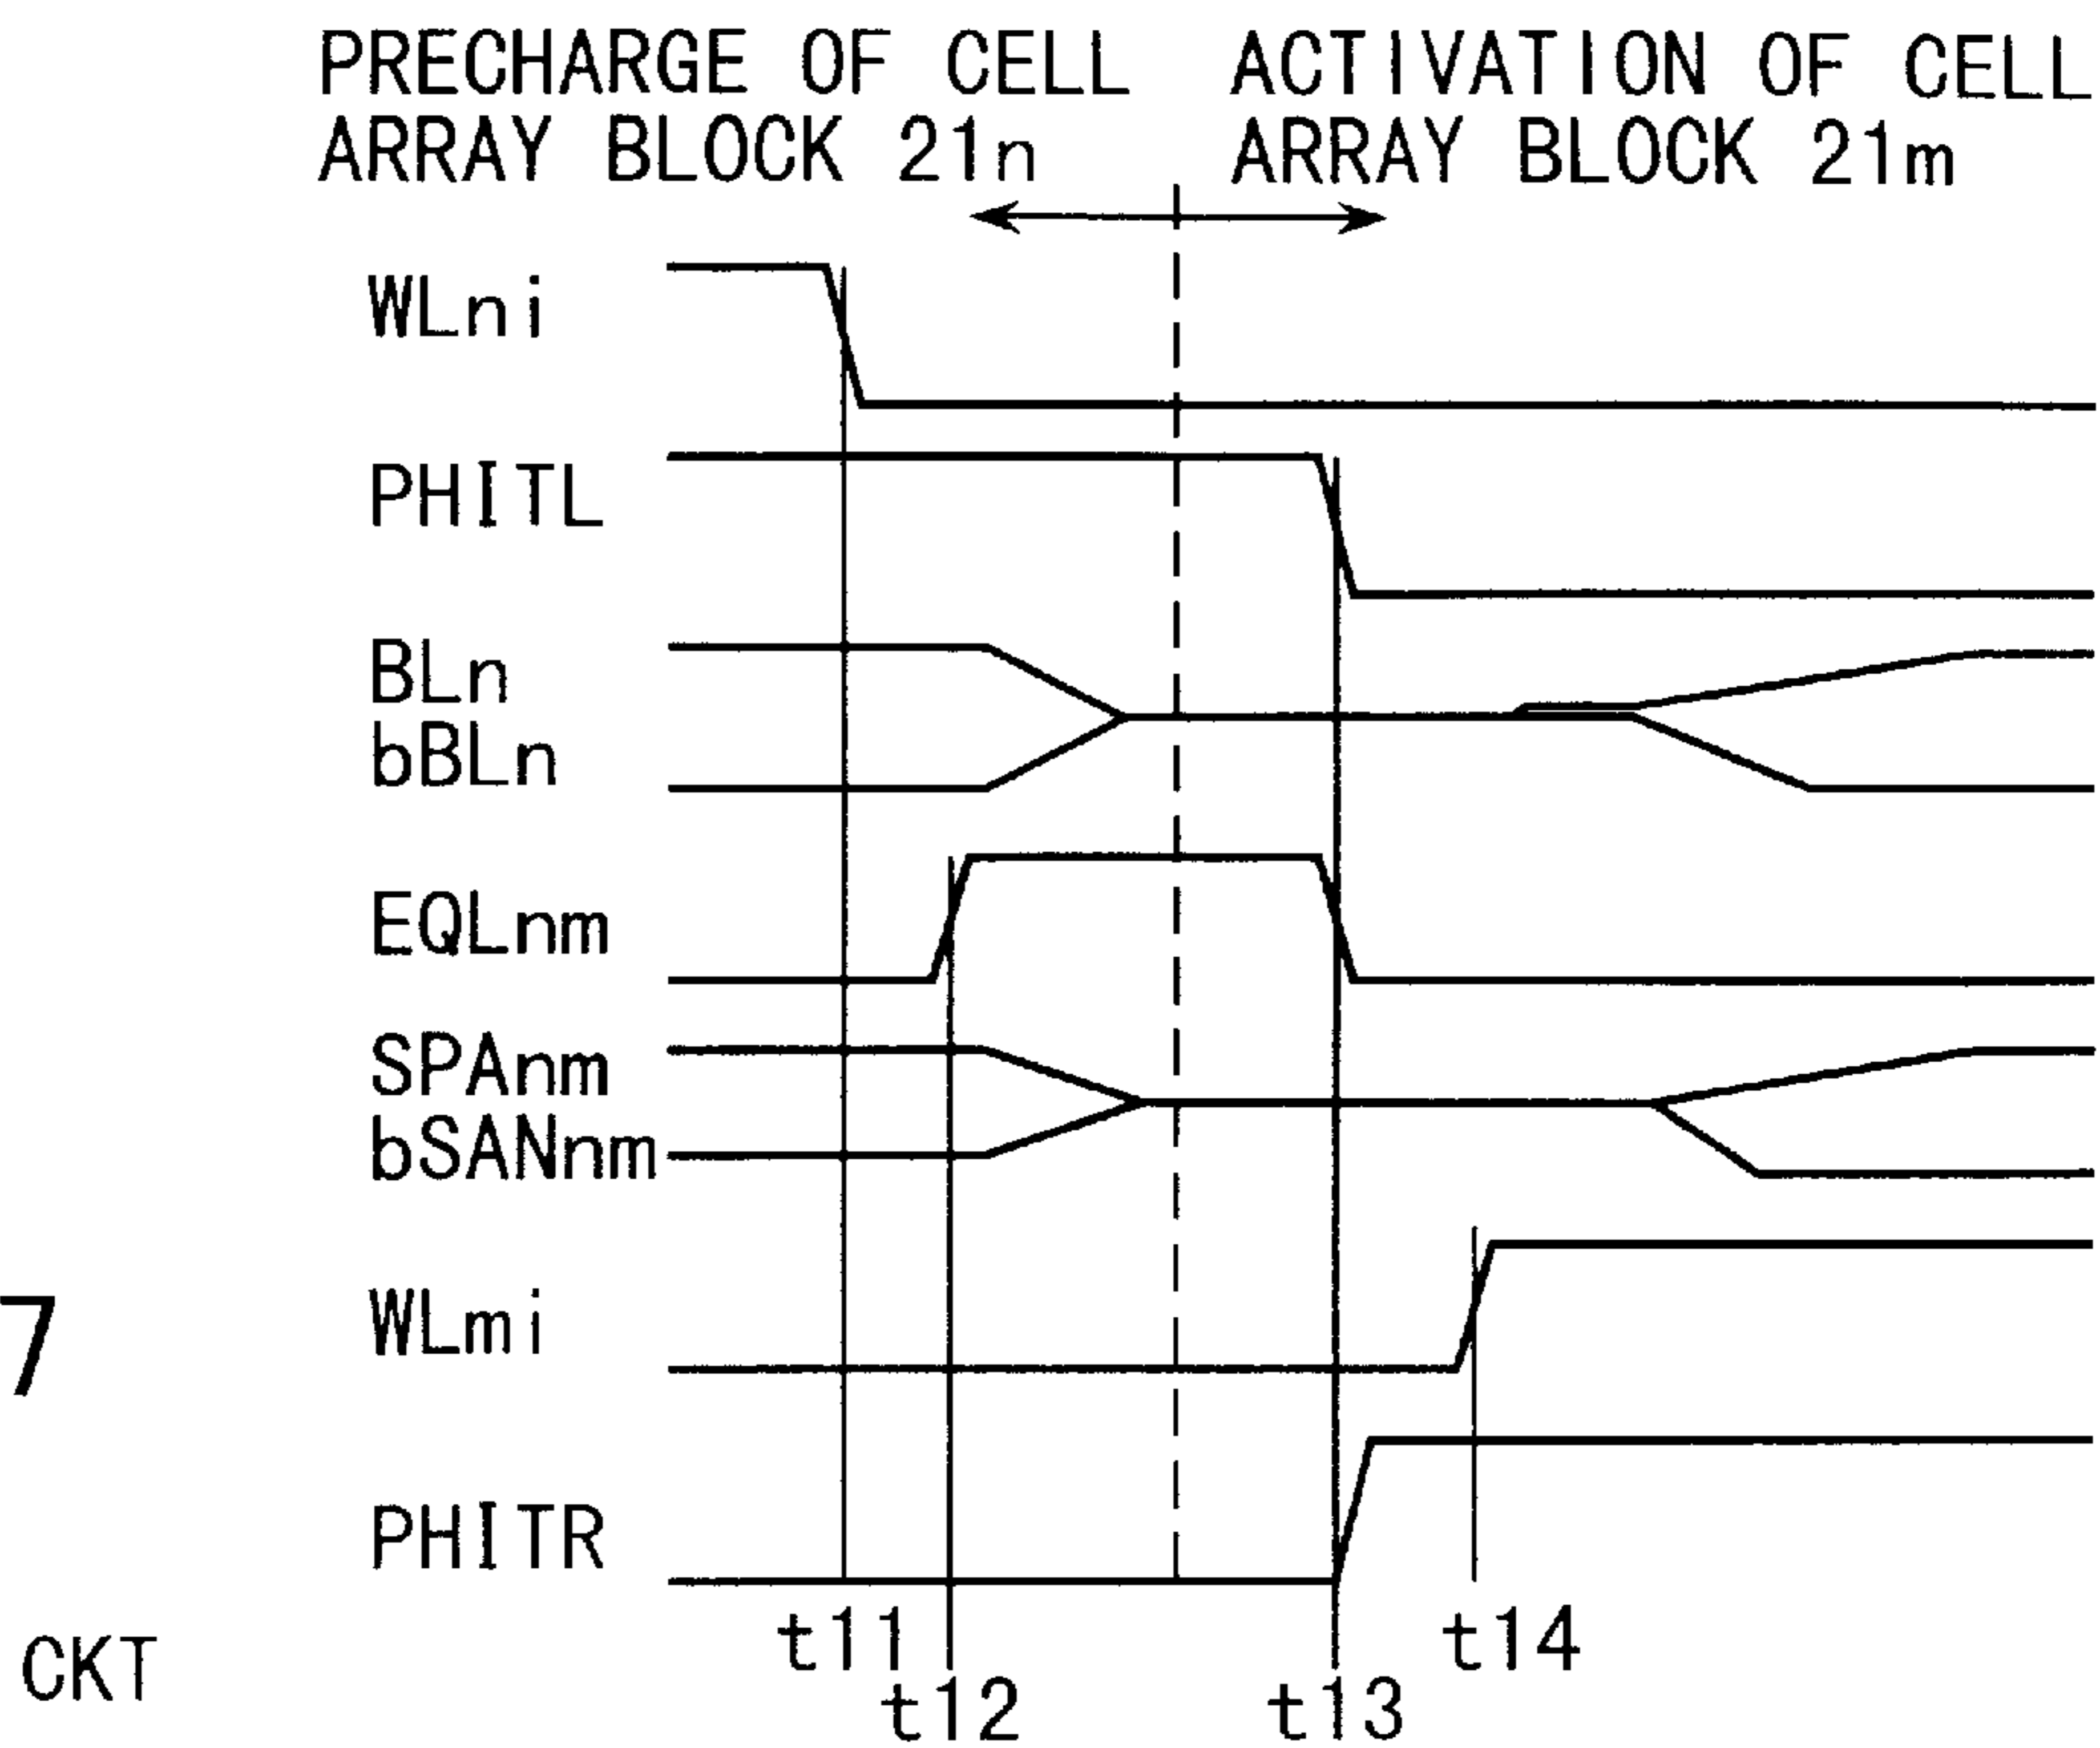 PRECHARGE OF CELL
ARRAY BLOCK 21n
ACTIVATION OF CELL
ARRAY BLOCK 21m
WLni
PHITL
BLn
bBLn
EQLnm
SPAnm
bSANnm
WLmi
PHITR
t11
t12
t13
t14
7
CKT